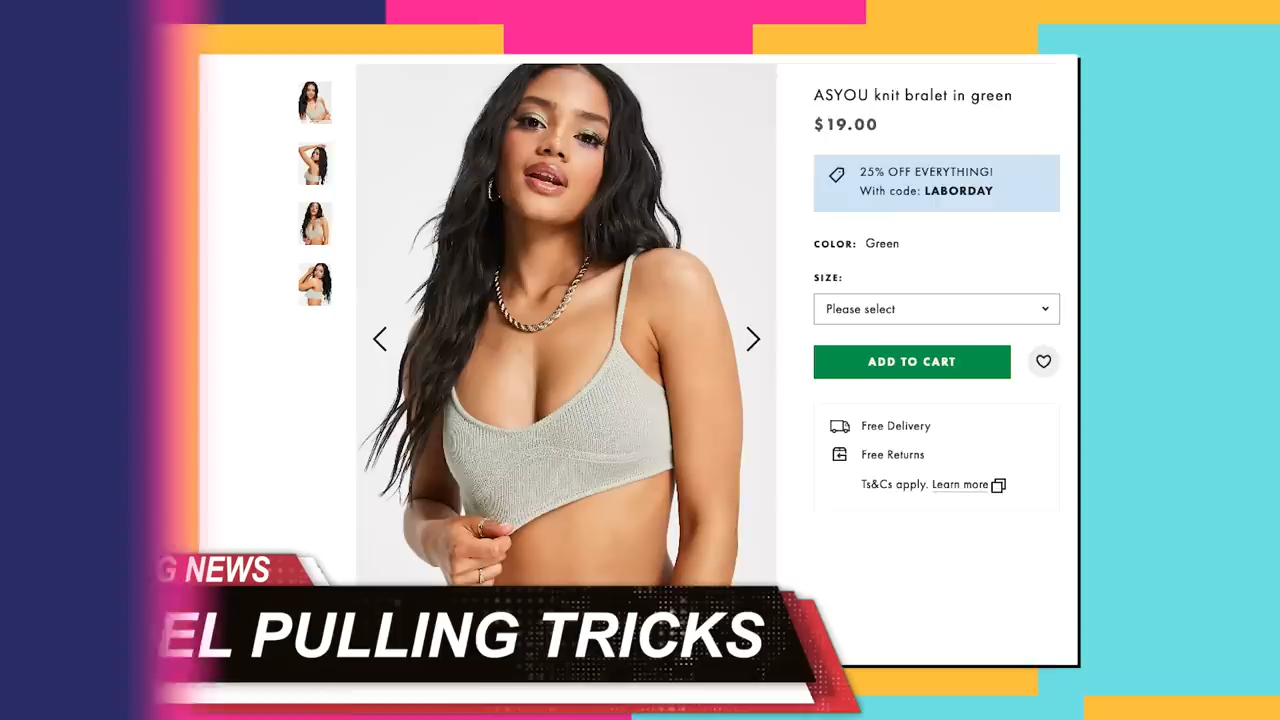 ASYOU knit bralet in green
$19.00
25% OFF EVERYTHING!
With code: LABORDAY
COLOR: Green
SIZE:
Please select
ADD TO CART
Free Delivery
Free Returns
Ts&Cs apply. Learn more
G NEWS
EL PULLING TRICKS